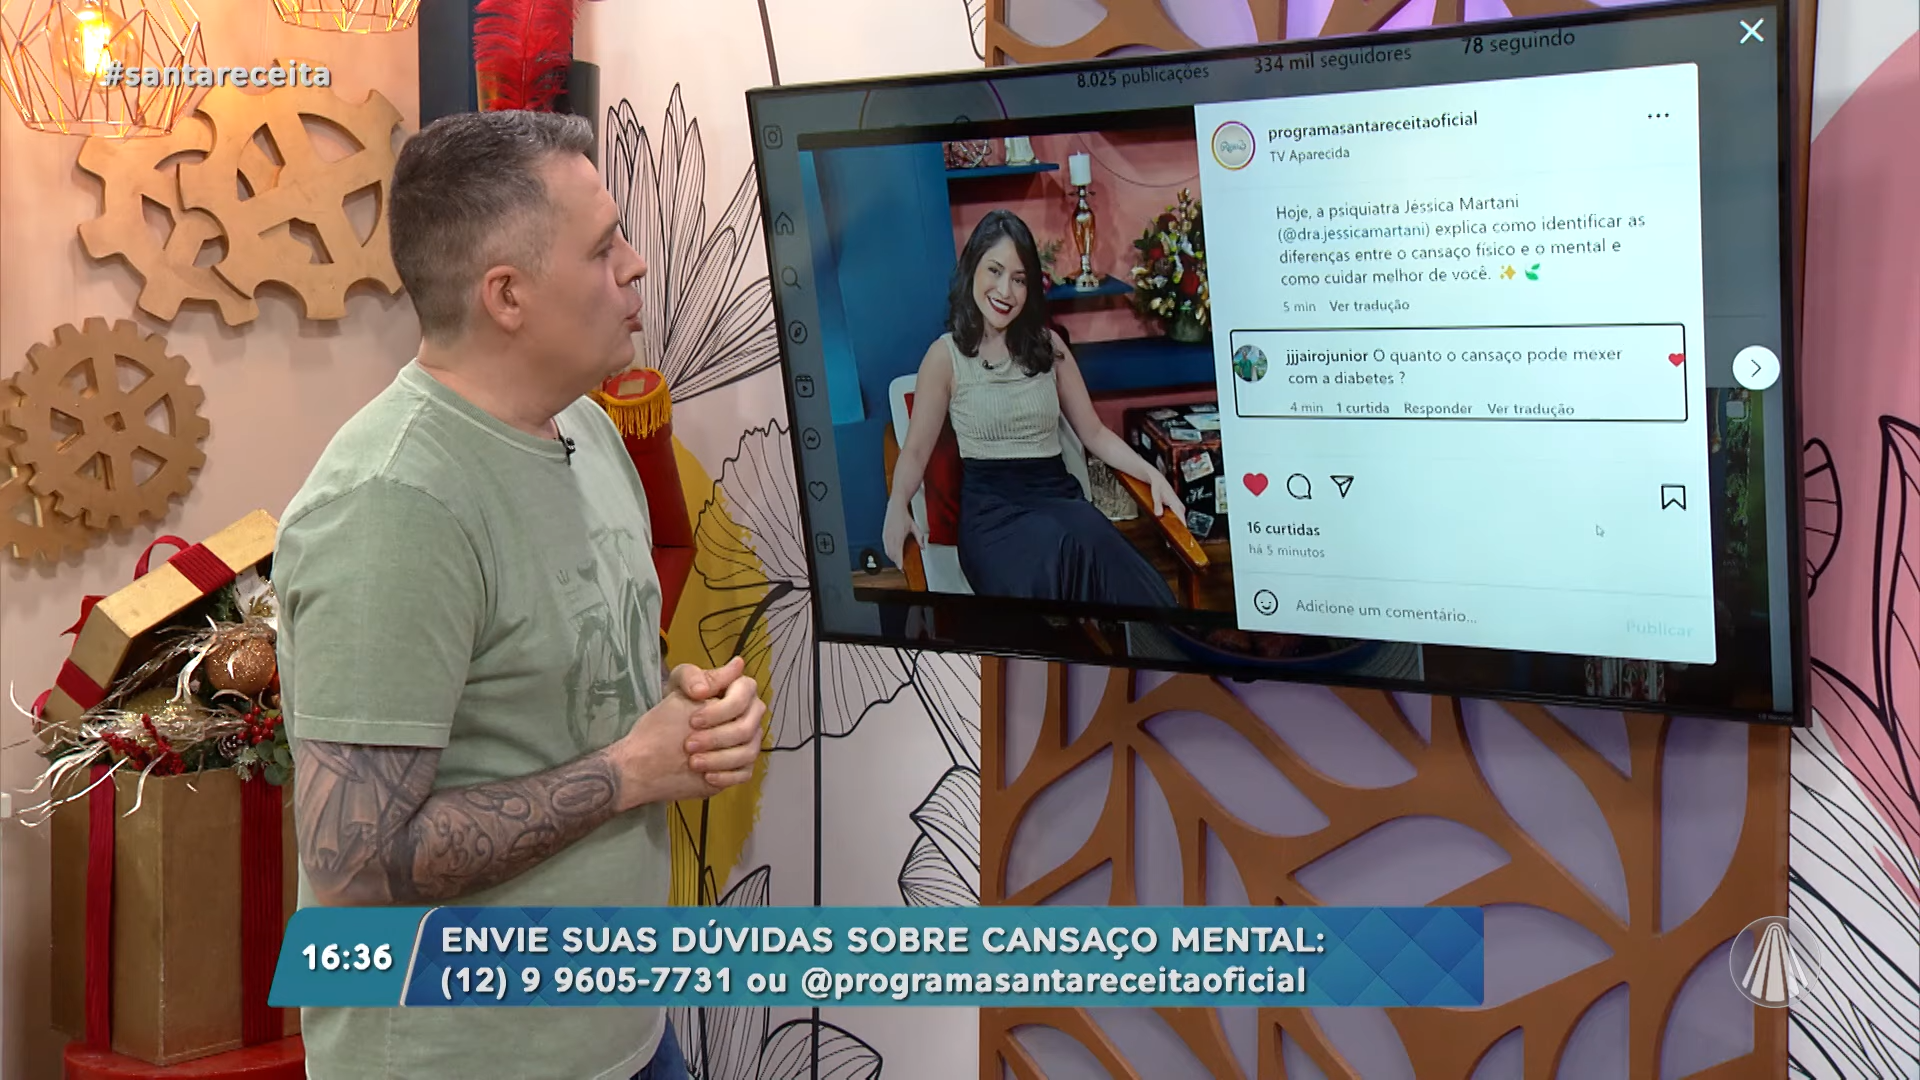 #santareceita
8.025 publicações 334 mil seguidores 78 seguindo
programasantareceitaoficial
TV Aparecida
Hoje, a psiquiatra Jéssica Martani
(@dra.jessicamartani) explica como identificar as
diferenças entre o cansaço físico e o mental e
como cuidar melhor de você. ✨🌿
5 min Ver tradução
jjjairojunior O quanto o cansaço pode mexer
com a diabetes ?
4 min 1 curtida Responder Ver tradução
16 curtidas
há 5 minutos
Adicione um comentário...
Publicar
16:36
ENVIE SUAS DÚVIDAS SOBRE CANSAÇO MENTAL:
(12) 9 9605-7731 ou @programasantareceitaoficial